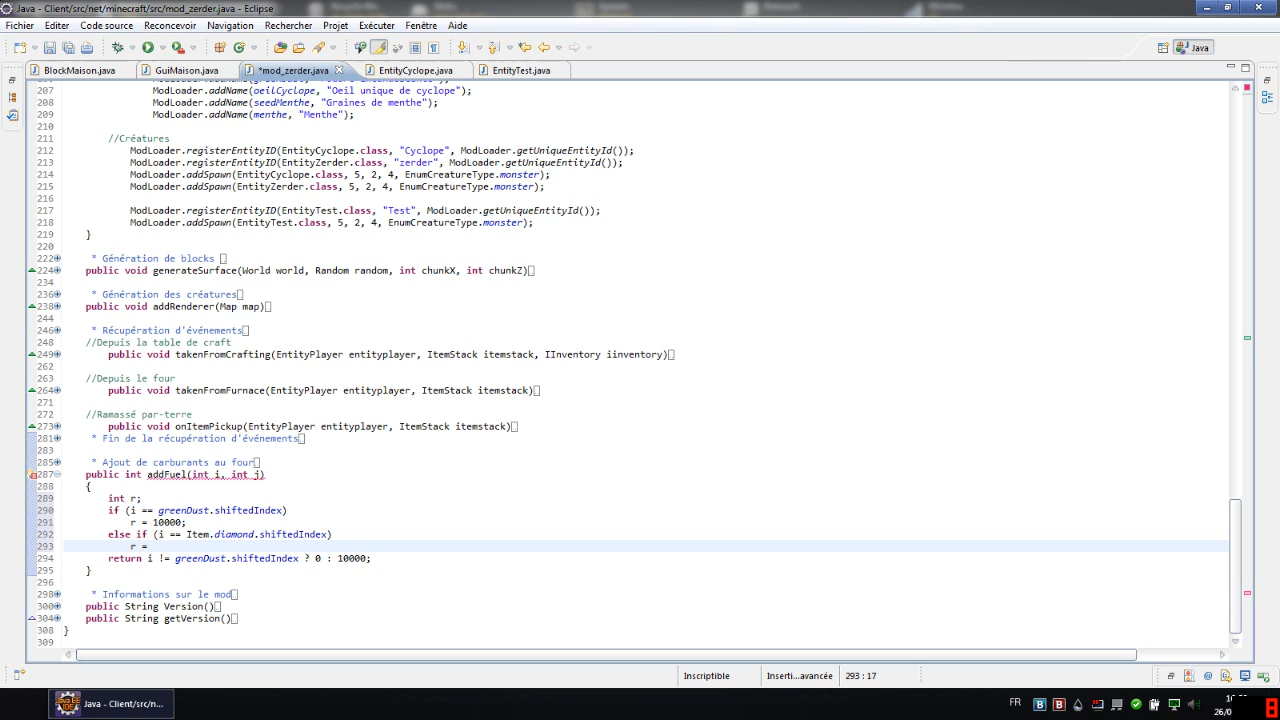 Java - Client/src/net/minecraft/src/mod_zerder.java - Eclipse
Fichier Editer Code source Reconcevoir Navigation Rechercher Projet Exécuter Fenêtre Aide
Java
BlockMaison.java GuiMaison.java *mod_zerder.java EntityCyclope.java EntityTest.java
207 ModLoader.addName(oeilCyclope, "Oeil unique de cyclope");
208 ModLoader.addName(seedMenthe, "Graines de menthe");
209 ModLoader.addName(menthe, "Menthe");
210
211 //Créatures
212 ModLoader.registerEntityID(EntityCyclope.class, "Cyclope", ModLoader.getUniqueEntityId());
213 ModLoader.registerEntityID(EntityZerder.class, "zerder", ModLoader.getUniqueEntityId());
214 ModLoader.addSpawn(EntityCyclope.class, 5, 2, 4, EnumCreatureType.monster);
215 ModLoader.addSpawn(EntityZerder.class, 5, 2, 4, EnumCreatureType.monster);
216
217 ModLoader.registerEntityID(EntityTest.class, "Test", ModLoader.getUniqueEntityId());
218 ModLoader.addSpawn(EntityTest.class, 5, 2, 4, EnumCreatureType.monster);
219 }
220
222 * Génération de blocks
224 public void generateSurface(World world, Random random, int chunkX, int chunkZ)
234
236 * Génération des créatures
238 public void addRenderer(Map map)
244
246 * Récupération d'événements
248 //Depuis la table de craft
249 public void takenFromCrafting(EntityPlayer entityplayer, ItemStack itemstack, IInventory iinventory)
262
263 //Depuis le four
264 public void takenFromFurnace(EntityPlayer entityplayer, ItemStack itemstack)
271
272 //Ramassé par-terre
273 public void onItemPickup(EntityPlayer entityplayer, ItemStack itemstack)
281 * Fin de la récupération d'événements
283
285 * Ajout de carburants au four
287 public int addFuel(int i, int j)
288 {
289 int r;
290 if (i == greenDust.shiftedIndex)
291 r = 10000;
292 else if (i == Item.diamond.shiftedIndex)
293 r =
294 return i != greenDust.shiftedIndex ? 0 : 10000;
295 }
296
298 * Informations sur le mod
300 public String Version()
304 public String getVersion()
308 }
309
Inscriptible Inserti...avancée 293 : 17
Java - Client/src/n... FR